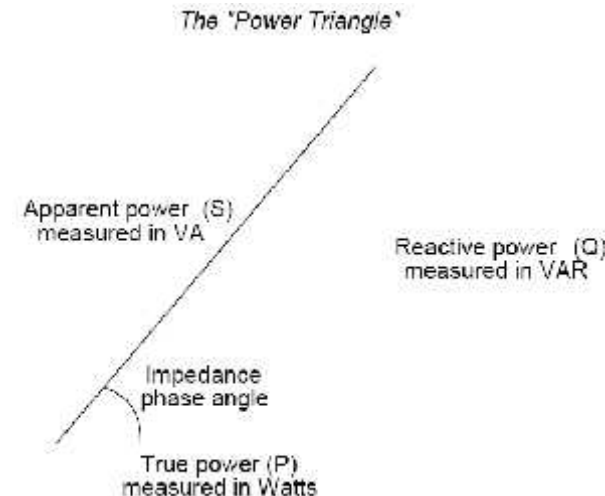 The "Power Triangle"
Apparent power (S)
measured in VA
Reactive power (Q)
measured in VAR
Impedance
phase angle
True power (P)
measured in Watts